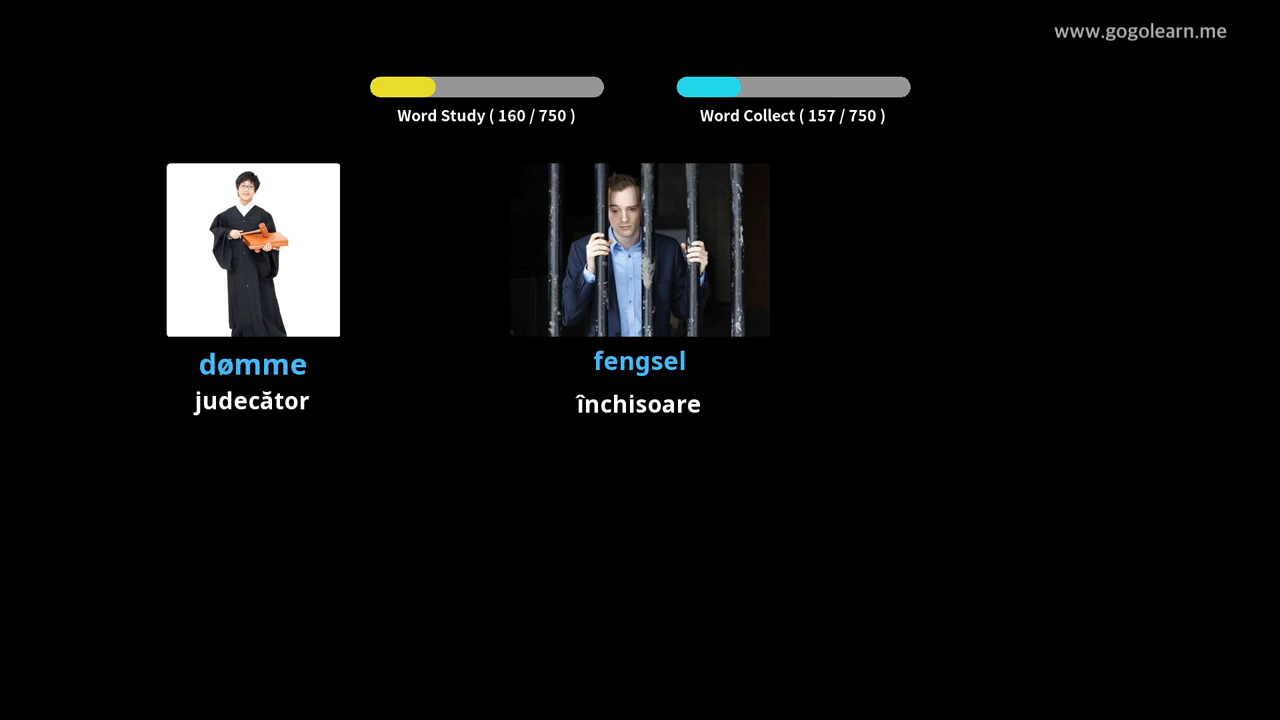 www.gogolearn.me
Word Study ( 160 / 750 )
Word Collect ( 157 / 750 )
dømme
judecător
fengsel
închisoare